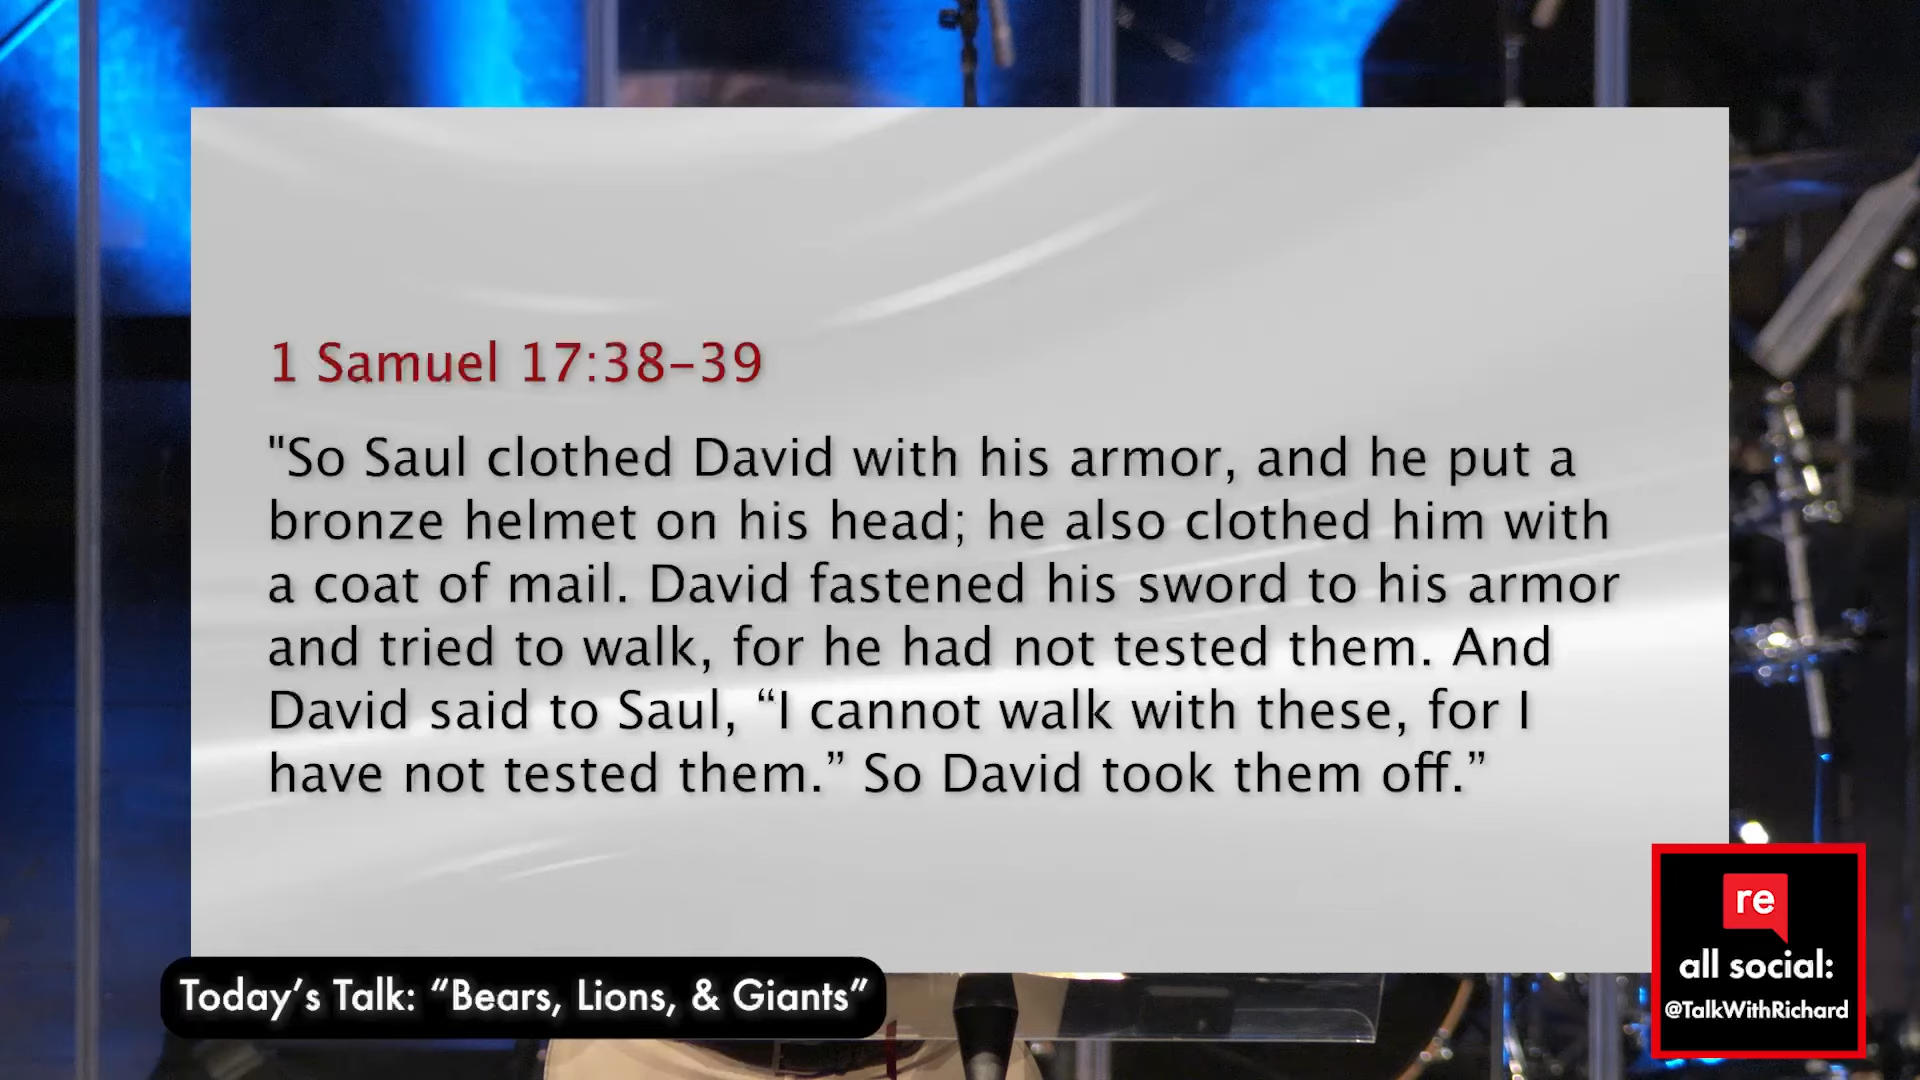 1 Samuel 17:38–39
"So Saul clothed David with his armor, and he put a
bronze helmet on his head; he also clothed him with
a coat of mail. David fastened his sword to his armor
and tried to walk, for he had not tested them. And
David said to Saul, “I cannot walk with these, for I
have not tested them.” So David took them off.”
Today’s Talk: “Bears, Lions, & Giants”
re
all social:
@TalkWithRichard